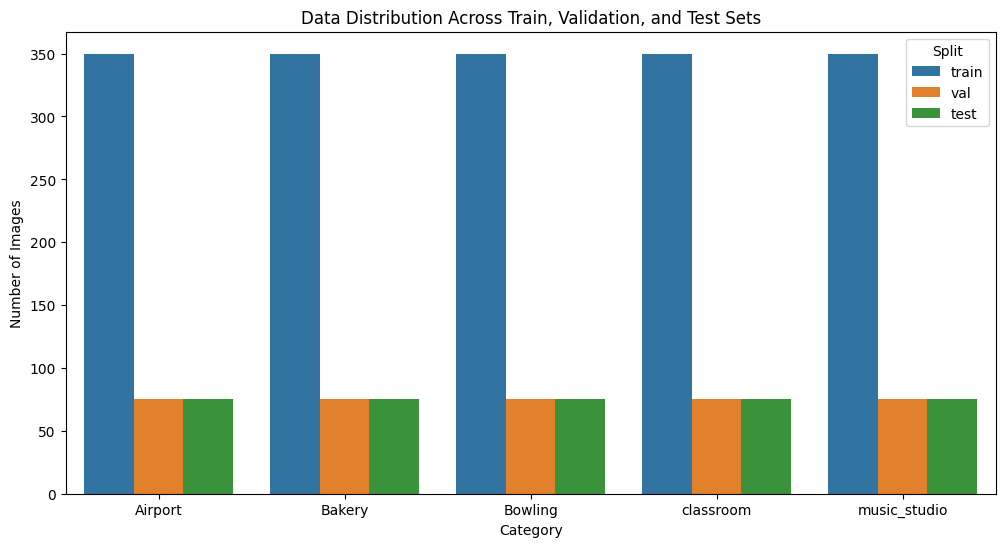 Data Distribution Across Train, Validation, and Test Sets
Split
train
val
test
Number of Images
350
300
250
200
150
100
50
0
Airport Bakery Bowling classroom music_studio
Category